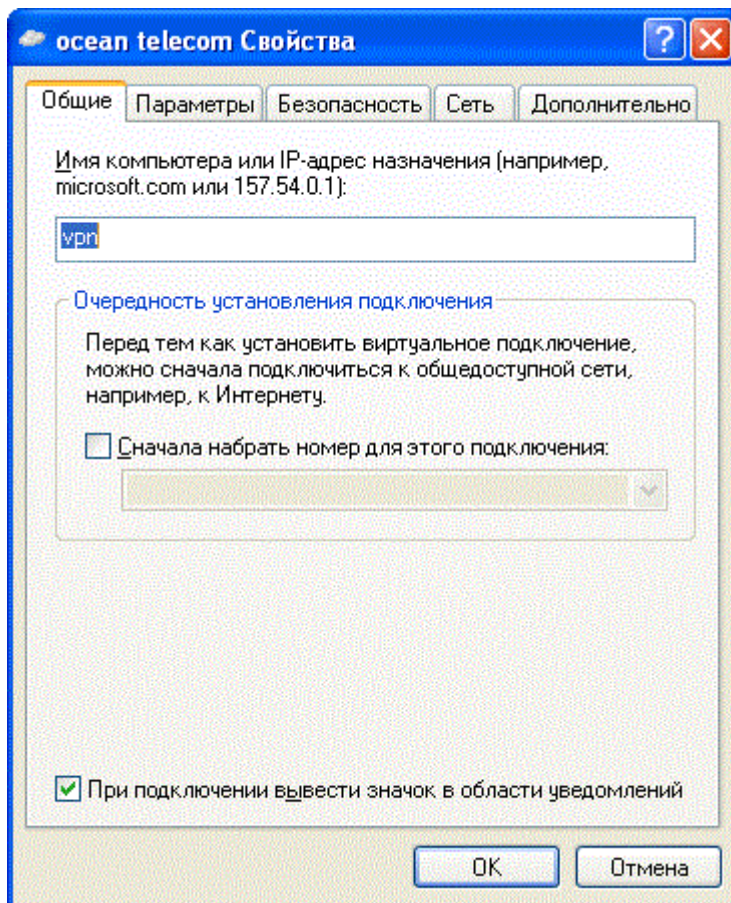 ocean telecom Свойства
Общие Параметры Безопасность Сеть Дополнительно
Имя компьютера или IP-адрес назначения (например,
microsoft.com или 157.54.0.1):
vpn
Очередность установления подключения
Перед тем как установить виртуальное подключение,
можно сначала подключиться к общедоступной сети,
например, к Интернету.
Сначала набрать номер для этого подключения:
При подключении вывести значок в области уведомлений
OK Отмена